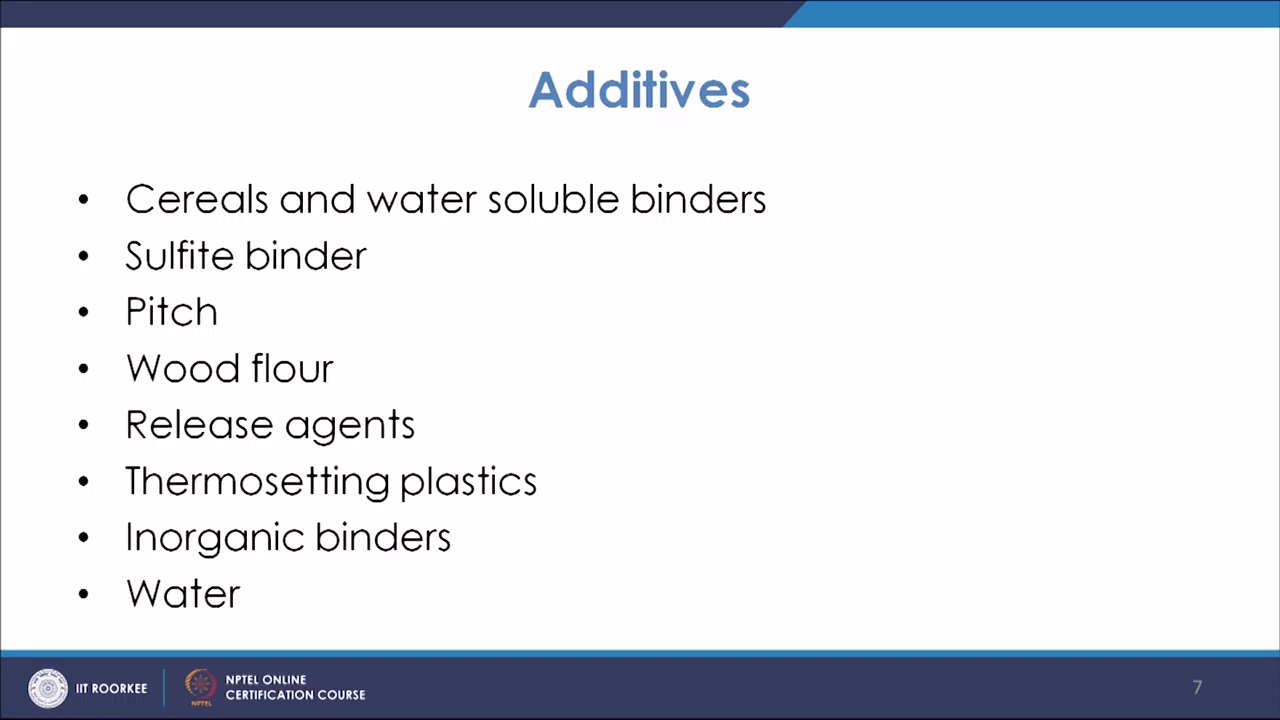 Additives
• Cereals and water soluble binders
• Sulfite binder
• Pitch
• Wood flour
• Release agents
• Thermosetting plastics
• Inorganic binders
• Water
IIT ROORKEE
NPTEL
NPTEL ONLINE
CERTIFICATION COURSE
7